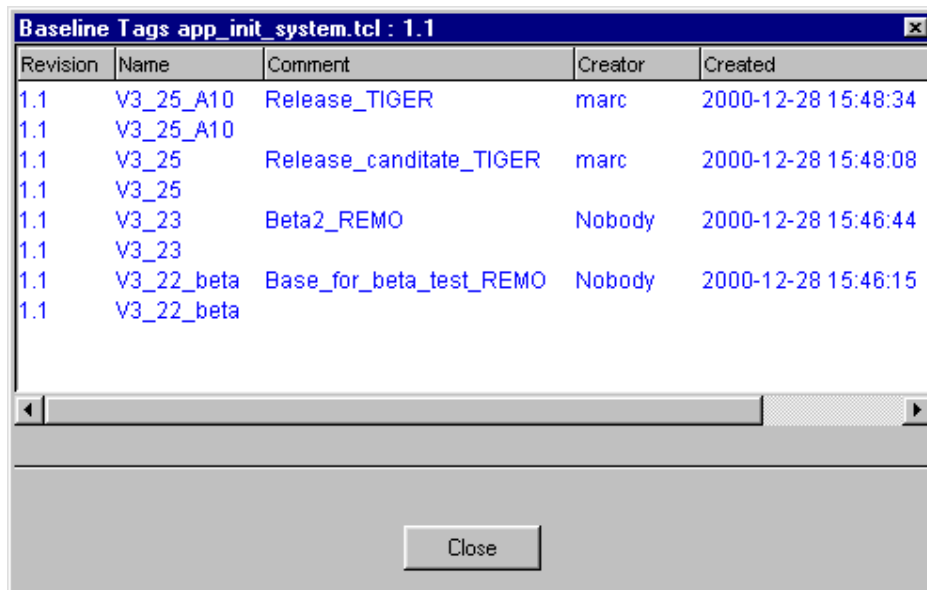 Baseline Tags app_init_system.tcl : 1.1
Revision Name Comment Creator Created
1.1 V3_25_A10 Release_TIGER marc 2000-12-28 15:48:34
1.1 V3_25_A10
1.1 V3_25 Release_canditate_TIGER marc 2000-12-28 15:48:08
1.1 V3_25
1.1 V3_23 Beta2_REMO Nobody 2000-12-28 15:46:44
1.1 V3_23
1.1 V3_22_beta Base_for_beta_test_REMO Nobody 2000-12-28 15:46:15
1.1 V3_22_beta
Close